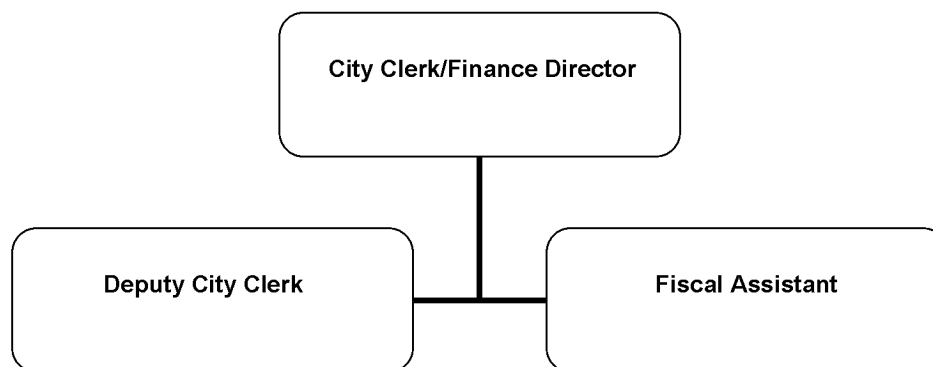 City Clerk/Finance Director
Deputy City Clerk
Fiscal Assistant